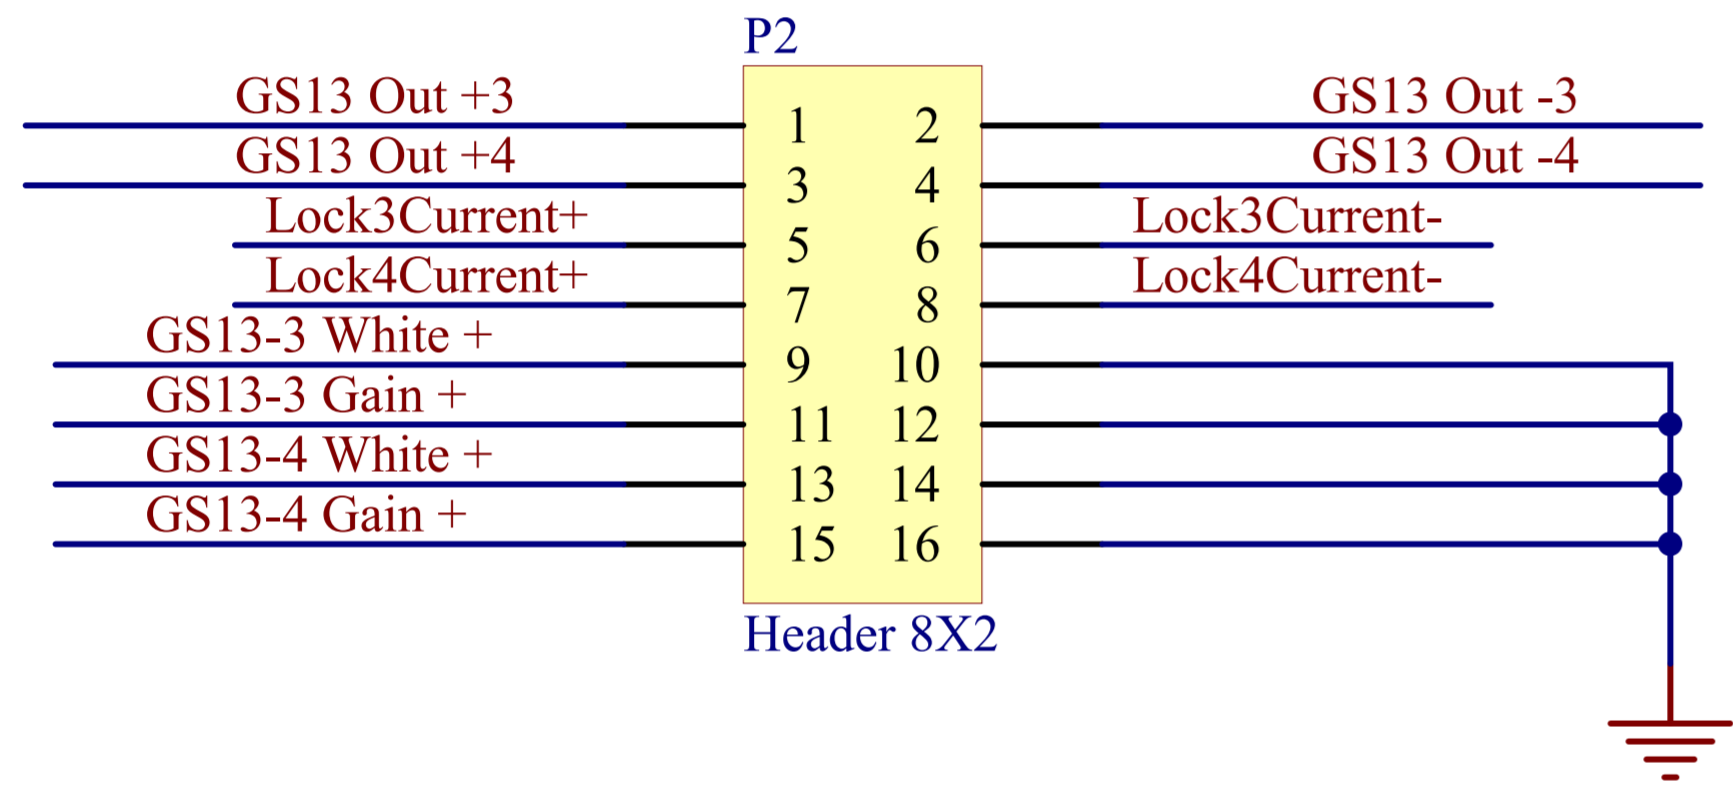 P2
GS13 Out +3 1 2 GS13 Out -3
GS13 Out +4 3 4 GS13 Out -4
Lock3Current+ 5 6 Lock3Current-
Lock4Current+ 7 8 Lock4Current-
GS13-3 White + 9 10
GS13-3 Gain + 11 12
GS13-4 White + 13 14
GS13-4 Gain + 15 16
Header 8X2